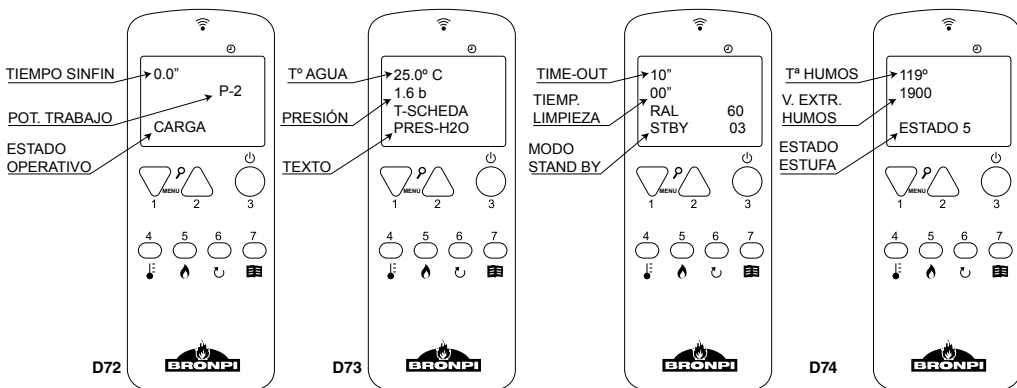 TIEMPO SINFIN
POT. TRABAJO
ESTADO
OPERATIVO
0.0”
P-2
CARGA
MENU
1 2 3
4 5 6 7
BRONPI
D72
Tº AGUA
PRESIÓN
TEXTO
25.0º C
1.6 b
T-SCHEDA
PRES-H2O
MENU
1 2 3
4 5 6 7
BRONPI
D73
TIME-OUT
TIEMP.
LIMPIEZA
MODO
STAND BY
10”
00”
RAL 60
STBY 03
MENU
1 2 3
4 5 6 7
BRONPI
Tª HUMOS
V. EXTR.
HUMOS
ESTADO
ESTUFA
119º
1900
ESTADO 5
MENU
1 2 3
4 5 6 7
BRONPI
D74